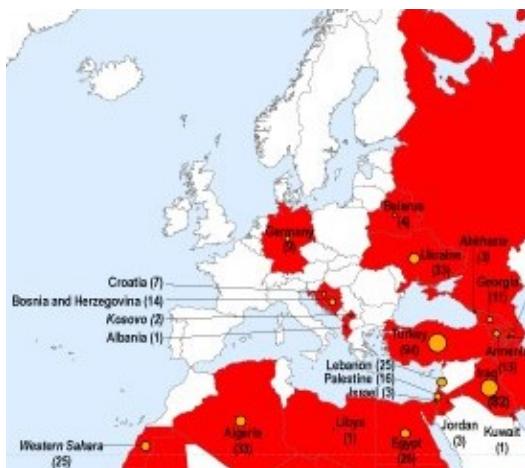 Belarus
(4)
Germany
(9)
Ukraine
(33)
Abkhazia
(3)
Georgia
(11)
Croatia (7)
Bosnia and Herzegovina (14)
Kosovo (2)
Albania (1)
Turkey
(94)
Armenia
(13)
Lebanon (25)
Palestine (16)
Israel (3)
Iraq
(82)
Jordan
(3)
Kuwait
(1)
Libya
(1)
Algeria
(33)
Egypt
Western Sahara
(25)